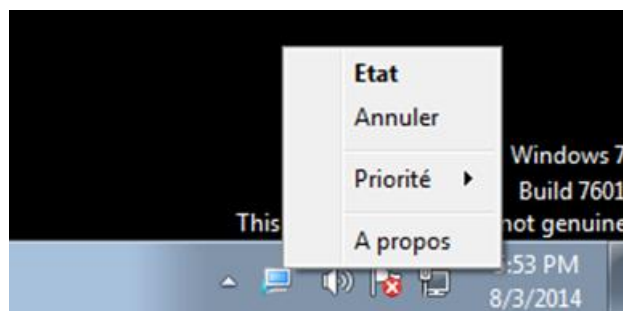 Etat
Annuler
Windows 7
Priorité
Build 7601
This not genuine
A propos
:53 PM
8/3/2014